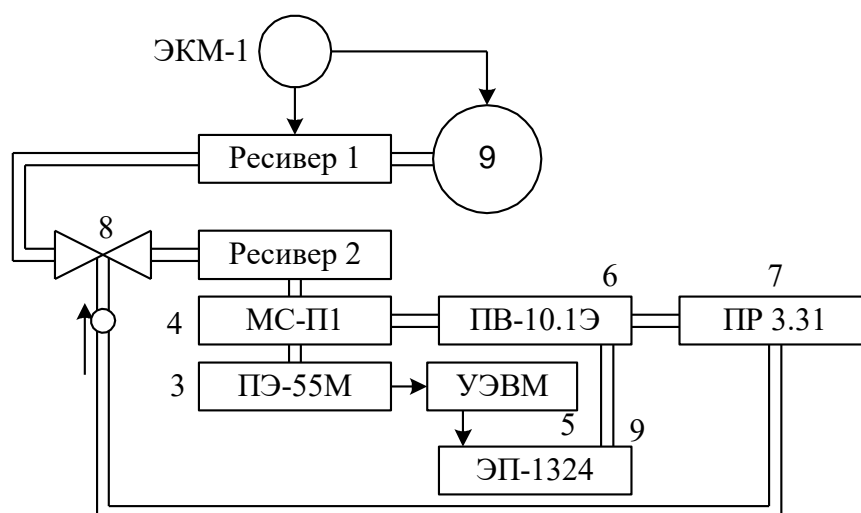 ЭКМ-1
Ресивер 1
9
8
Ресивер 2
6
7
4
МС-П1
ПВ-10.1Э
ПР 3.31
3
ПЭ-55М
УЭВМ
5
9
ЭП-1324